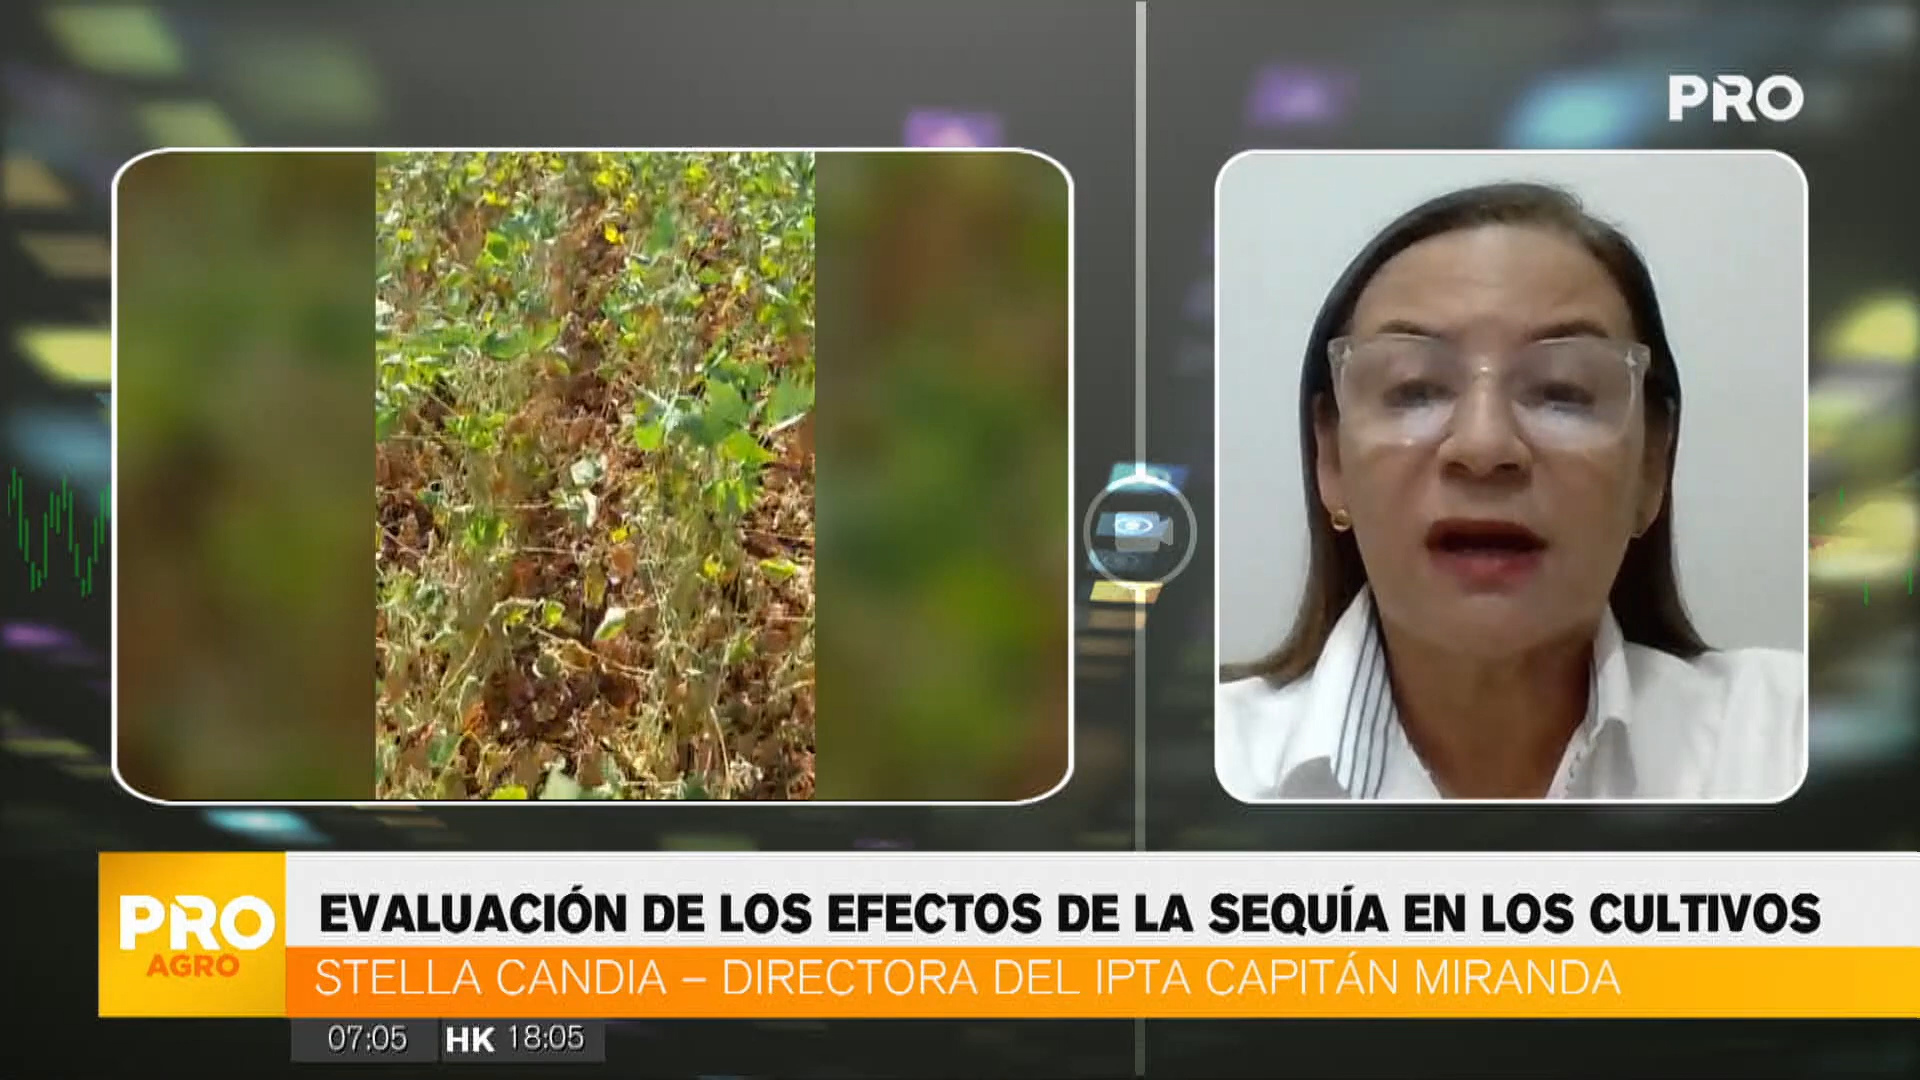 PRO
PRO
AGRO
EVALUACIÓN DE LOS EFECTOS DE LA SEQUÍA EN LOS CULTIVOS
STELLA CANDIA – DIRECTORA DEL IPTA CAPITÁN MIRANDA
07:05 HK 18:05